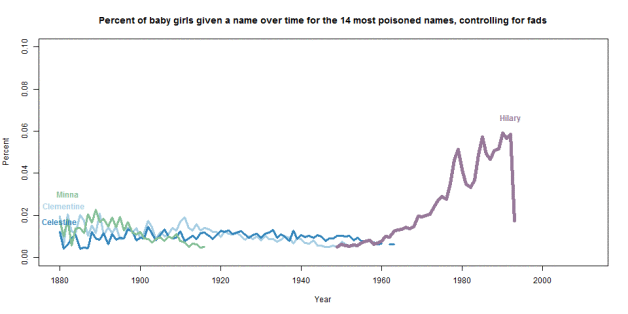 Percent of baby girls given a name over time for the 14 most poisoned names, controlling for fads
0.10
0.08
0.06
0.04
0.02
0.00
Percent
Hilary
Minna
Clementine
Celestine
1880
1900
1920
1940
1960
1980
2000
Year